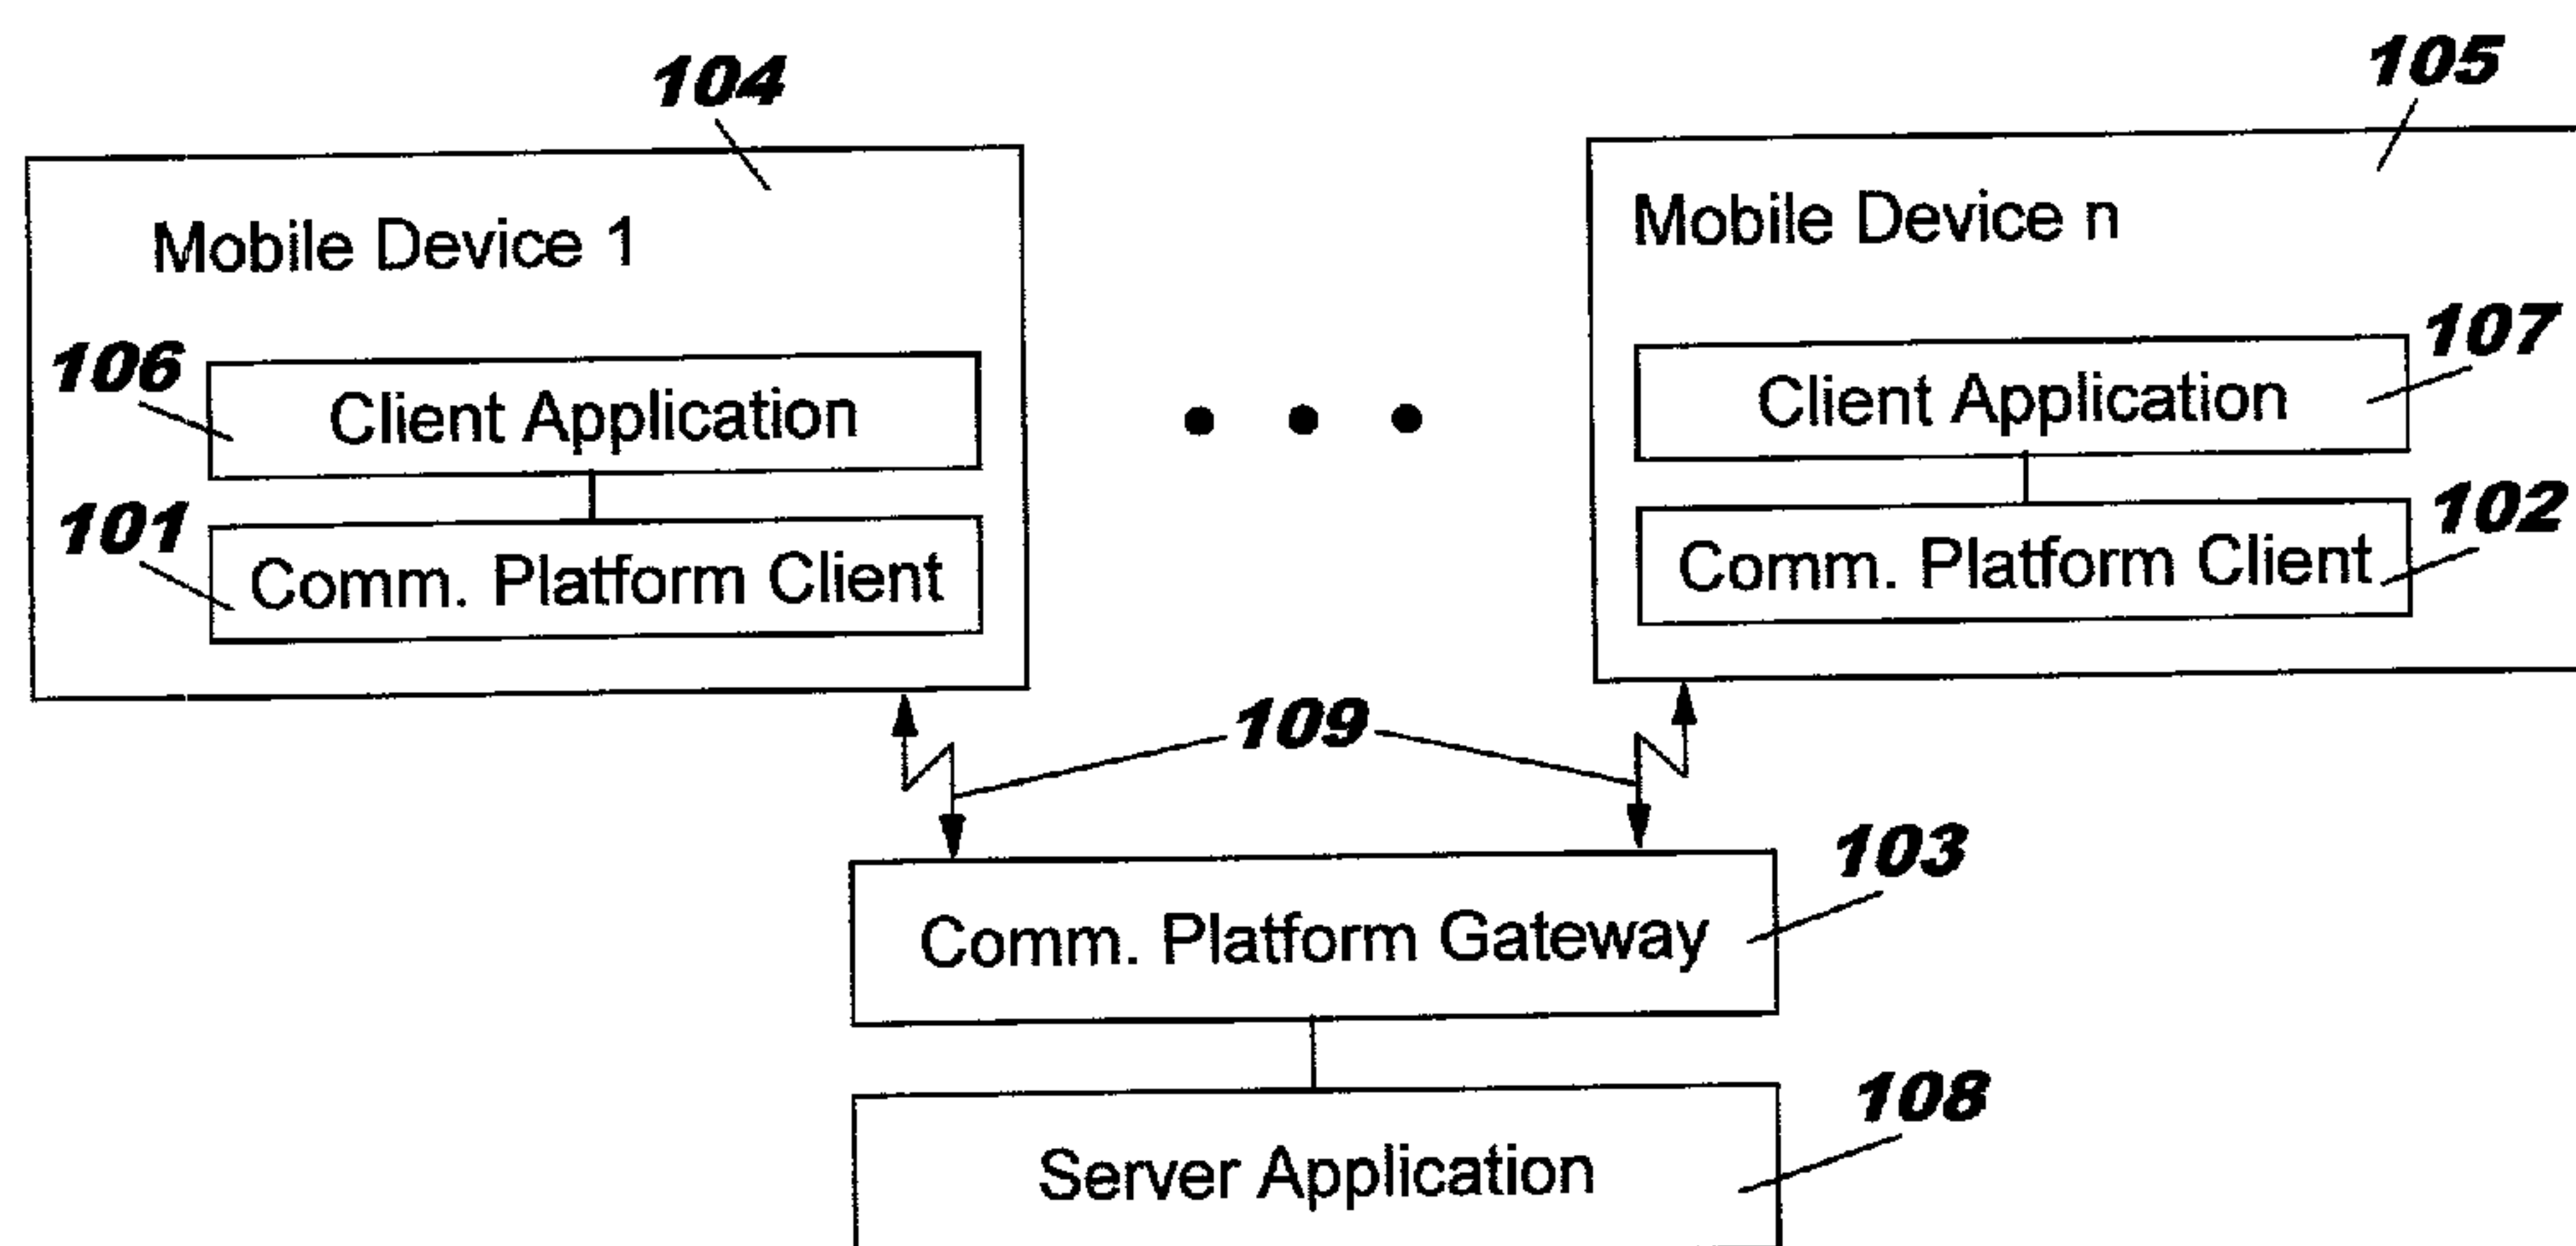 104
105
Mobile Device 1
Mobile Device n
106
Client Application
107
Client Application
101
Comm. Platform Client
102
Comm. Platform Client
109
103
Comm. Platform Gateway
108
Server Application